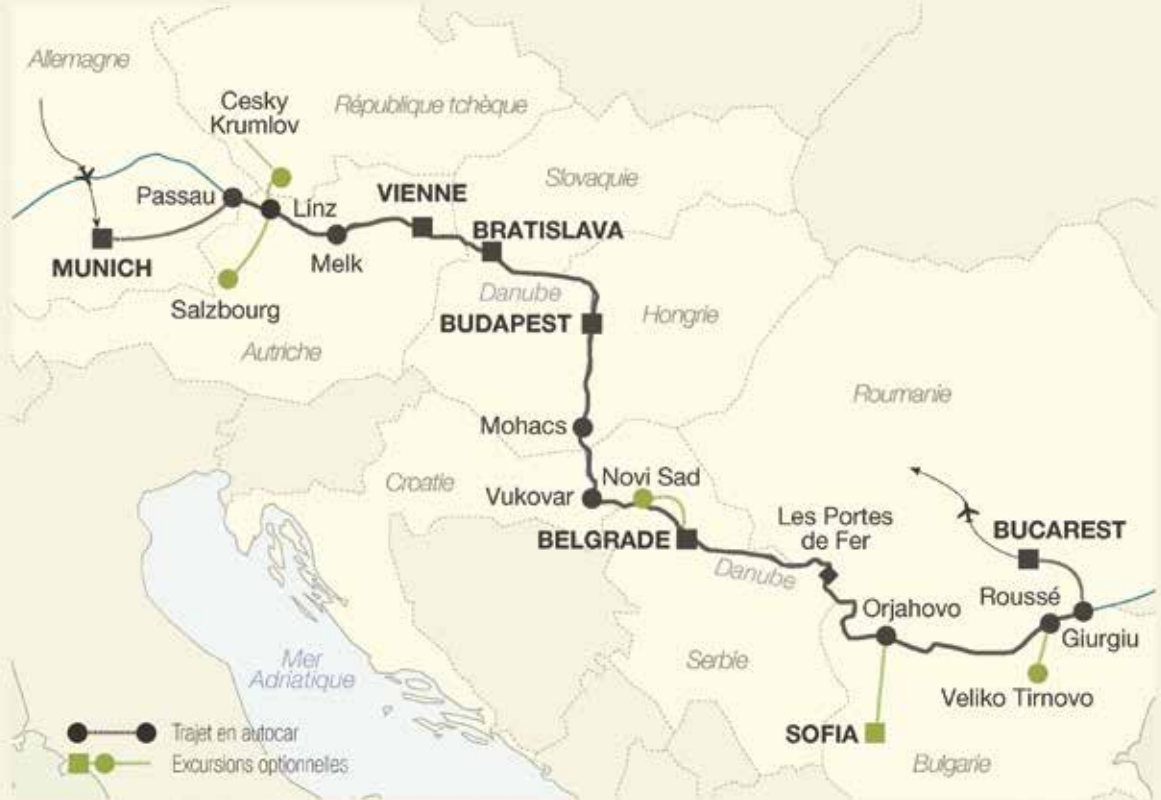 Allemagne
Cesky
Krumlov
République tchèque
Passau
Linz
VIENNE
Slovaquie
MUNICH
Melk
BRATISLAVA
Salzbourg
Danube
BUDAPEST
Hongrie
Autriche
Roumanie
Mohacs
Croatie
Vukovar
Novi Sad
BELGRADE
Les Portes
de Fer
BUCAREST
Danube
Orjahovo
Roussé
Giurgiu
Mer
Adriatique
Serbie
Veliko Tirnovo
SOFIA
Bulgarie
Trajet en autocar
Excursions optionnelles